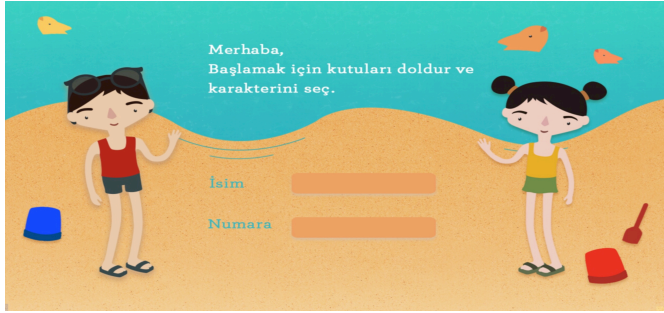 Merhaba,
Başlamak için kutuları doldur ve
karakterini seç.
İsim
Numara